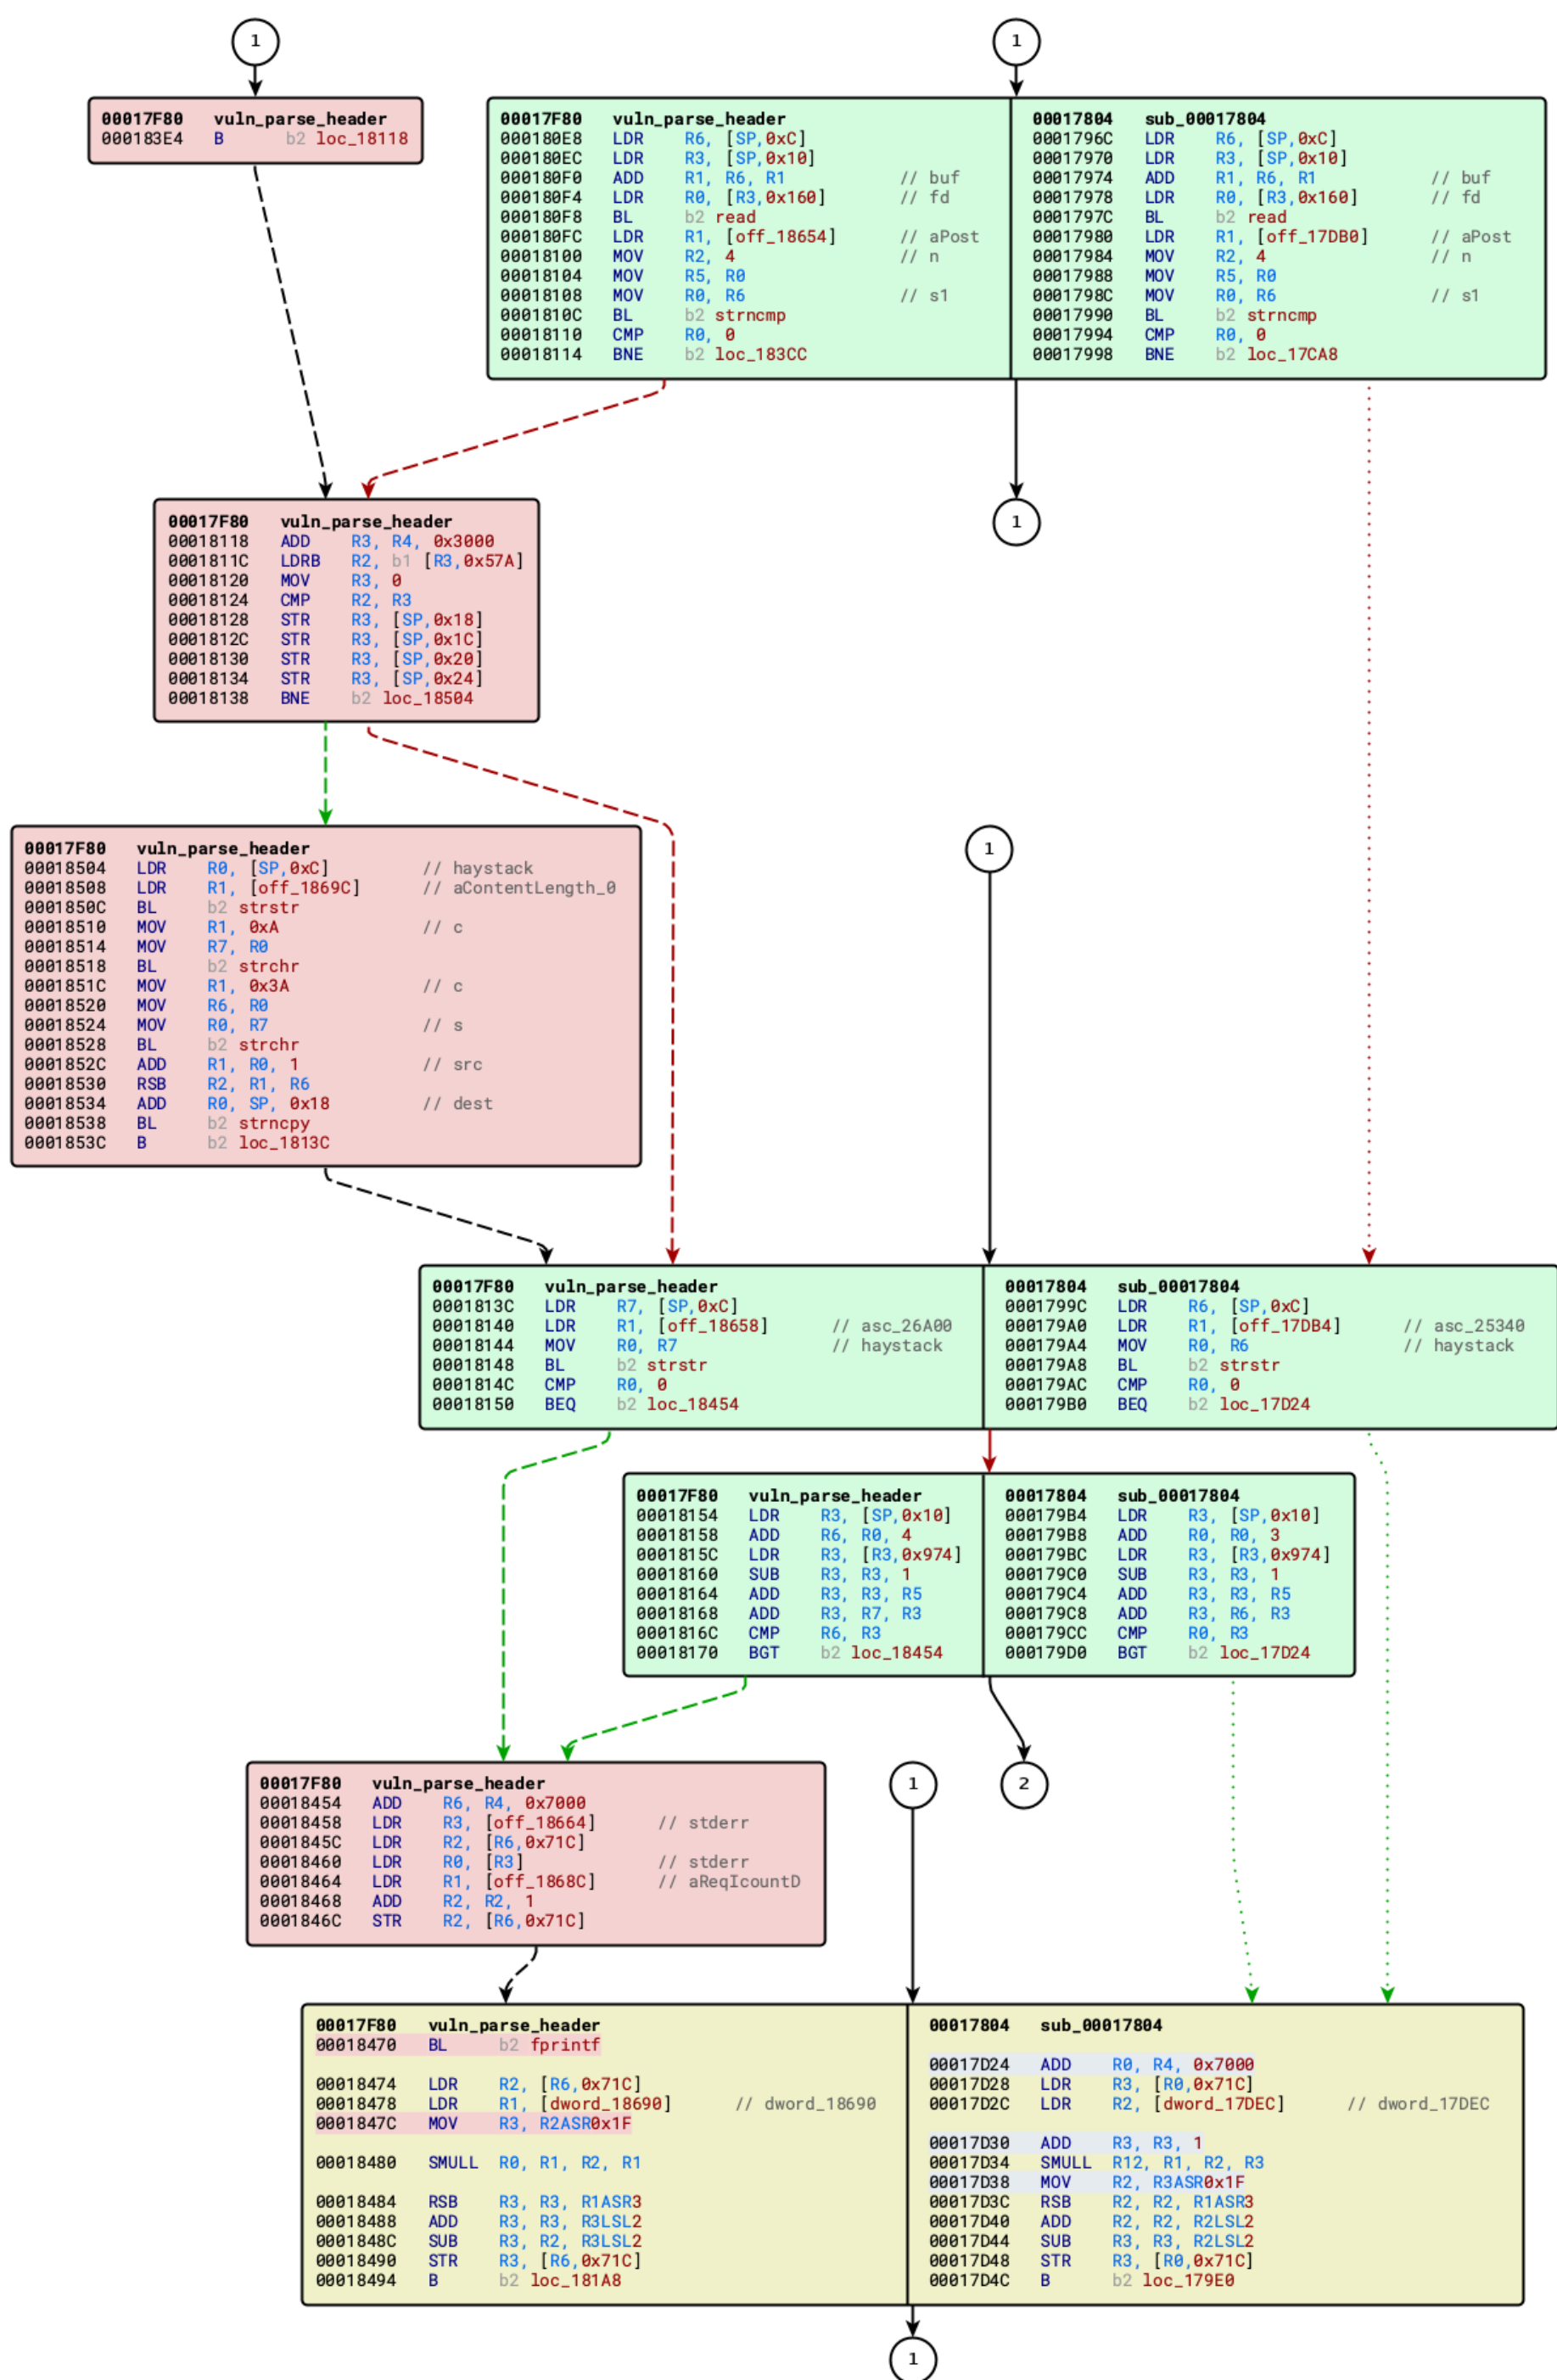 1
1
00017F80 vuln_parse_header
000183E4 B b2 loc_18118
00017F80 vuln_parse_header
000180E8 LDR R6, [SP,0xC]
000180EC LDR R3, [SP,0x10]
000180F0 ADD R1, R6, R1 // buf
000180F4 LDR R0, [R3,0x160] // fd
000180F8 BL b2 read
000180FC LDR R1, [off_18654] // aPost
00018100 MOV R2, 4 // n
00018104 MOV R5, R0
00018108 MOV R0, R6 // s1
0001810C BL b2 strncmp
00018110 CMP R0, 0
00018114 BNE b2 loc_183CC
00017804 sub_00017804
0001796C LDR R6, [SP,0xC]
00017970 LDR R3, [SP,0x10]
00017974 ADD R1, R6, R1 // buf
00017978 LDR R0, [R3,0x160] // fd
0001797C BL b2 read
00017980 LDR R1, [off_17DB0] // aPost
00017984 MOV R2, 4 // n
00017988 MOV R5, R0
0001798C MOV R0, R6 // s1
00017990 BL b2 strncmp
00017994 CMP R0, 0
00017998 BNE b2 loc_17CA8
00017F80 vuln_parse_header
00018118 ADD R3, R4, 0x3000
0001811C LDRB R2, b1 [R3,0x57A]
00018120 MOV R3, 0
00018124 CMP R2, R3
00018128 STR R3, [SP,0x18]
0001812C STR R3, [SP,0x1C]
00018130 STR R3, [SP,0x20]
00018134 STR R3, [SP,0x24]
00018138 BNE b2 loc_18504
1
00017F80 vuln_parse_header
00018504 LDR R0, [SP,0xC] // haystack
00018508 LDR R1, [off_1869C] // aContentLength_0
0001850C BL b2 strstr
00018510 MOV R1, 0xA // c
00018514 MOV R7, R0
00018518 BL b2 strchr
0001851C MOV R1, 0x3A // c
00018520 MOV R6, R0
00018524 MOV R0, R7 // s
00018528 BL b2 strchr
0001852C ADD R1, R0, 1 // src
00018530 RSB R2, R1, R6
00018534 ADD R0, SP, 0x18 // dest
00018538 BL b2 strncpy
0001853C B b2 loc_1813C
1
00017F80 vuln_parse_header
0001813C LDR R7, [SP,0xC]
00018140 LDR R1, [off_18658] // asc_26A00
00018144 MOV R0, R7 // haystack
00018148 BL b2 strstr
0001814C CMP R0, 0
00018150 BEQ b2 loc_18454
00017804 sub_00017804
0001799C LDR R6, [SP,0xC]
000179A0 LDR R1, [off_17DB4] // asc_25340
000179A4 MOV R0, R6 // haystack
000179A8 BL b2 strstr
000179AC CMP R0, 0
000179B0 BEQ b2 loc_17D24
00017F80 vuln_parse_header
00018154 LDR R3, [SP,0x10]
00018158 ADD R6, R0, 4
0001815C LDR R3, [R3,0x974]
00018160 SUB R3, R3, 1
00018164 ADD R3, R3, R5
00018168 ADD R3, R7, R3
0001816C CMP R6, R3
00018170 BGT b2 loc_18454
00017804 sub_00017804
000179B4 LDR R3, [SP,0x10]
000179B8 ADD R0, R0, 3
000179BC LDR R3, [R3,0x974]
000179C0 SUB R3, R3, 1
000179C4 ADD R3, R3, R5
000179C8 ADD R3, R6, R3
000179CC CMP R0, R3
000179D0 BGT b2 loc_17D24
00017F80 vuln_parse_header
00018454 ADD R6, R4, 0x7000
00018458 LDR R3, [off_18664] // stderr
0001845C LDR R2, [R6,0x71C]
00018460 LDR R0, [R3] // stderr
00018464 LDR R1, [off_1868C] // aReqIcountD
00018468 ADD R2, R2, 1
0001846C STR R2, [R6,0x71C]
1
2
00017F80 vuln_parse_header
00018470 BL b2 fprintf
00018474 LDR R2, [R6,0x71C]
00018478 LDR R1, [dword_18690] // dword_18690
0001847C MOV R3, R2ASR0x1F
00018480 SMULL R0, R1, R2, R1
00018484 RSB R3, R3, R1ASR3
00018488 ADD R3, R3, R3LSL2
0001848C SUB R3, R2, R3LSL2
00018490 STR R3, [R6,0x71C]
00018494 B b2 loc_181A8
00017804 sub_00017804
00017D24 ADD R0, R4, 0x7000
00017D28 LDR R3, [R0,0x71C]
00017D2C LDR R2, [dword_17DEC] // dword_17DEC
00017D30 ADD R3, R3, 1
00017D34 SMULL R12, R1, R2, R3
00017D38 MOV R2, R3ASR0x1F
00017D3C RSB R2, R2, R1ASR3
00017D40 ADD R2, R2, R2LSL2
00017D44 SUB R3, R3, R2LSL2
00017D48 STR R3, [R0,0x71C]
00017D4C B b2 loc_179E0
1